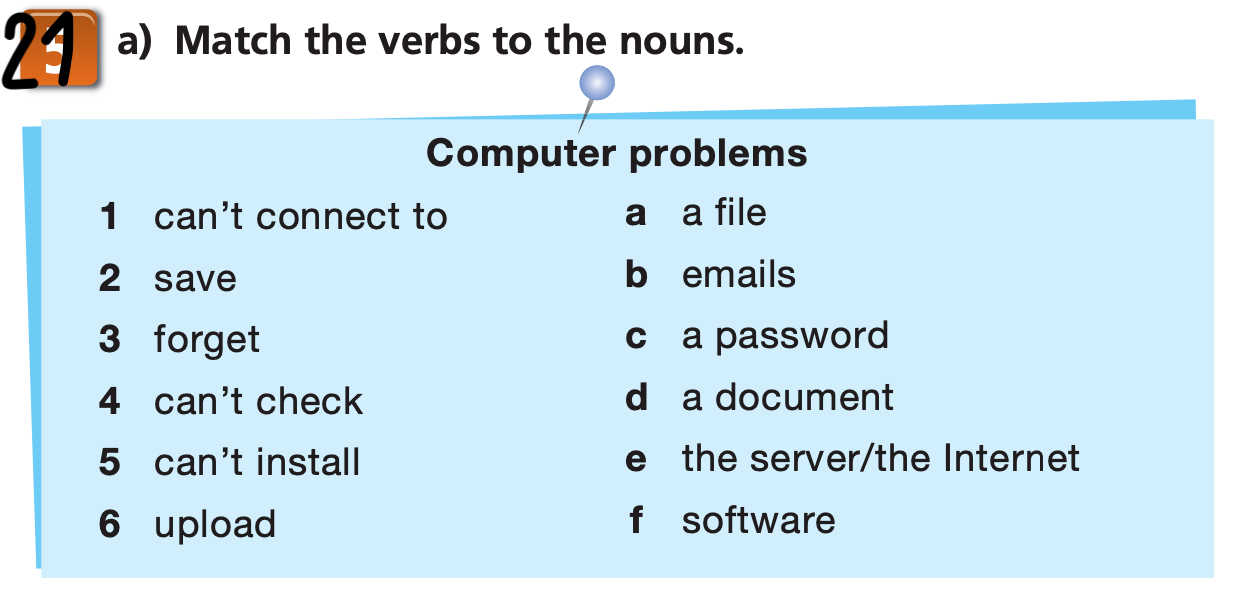 21 a) Match the verbs to the nouns.
Computer problems
1 can't connect to a a file
2 save b emails
3 forget c a password
4 can't check d a document
5 can't install e the server/the Internet
6 upload f software